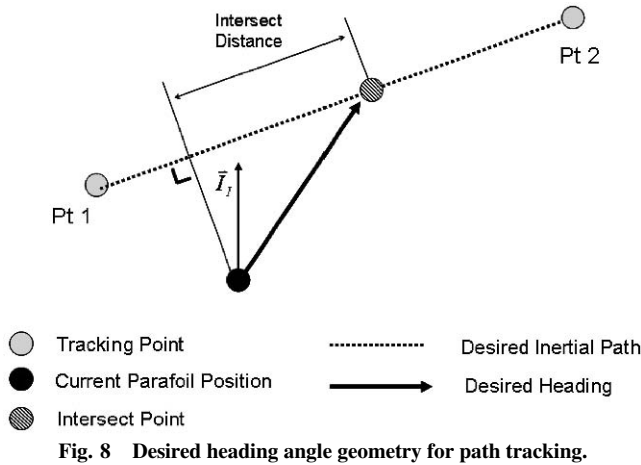 Intersect
Distance
Pt 2
Pt 1
I⃗_I
Tracking Point
Desired Inertial Path
Current Parafoil Position
Desired Heading
Intersect Point
Fig. 8 Desired heading angle geometry for path tracking.